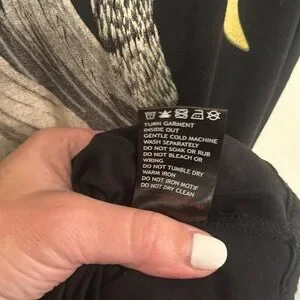 TURN GARMENT
INSIDE OUT
GENTLE COLD MACHINE
WASH SEPARATELY
DO NOT SOAK OR RUB
DO NOT BLEACH OR
WRING
DO NOT TUMBLE DRY
WARM IRON
DO NOT IRON MOTIF
DO NOT DRY CLEAN